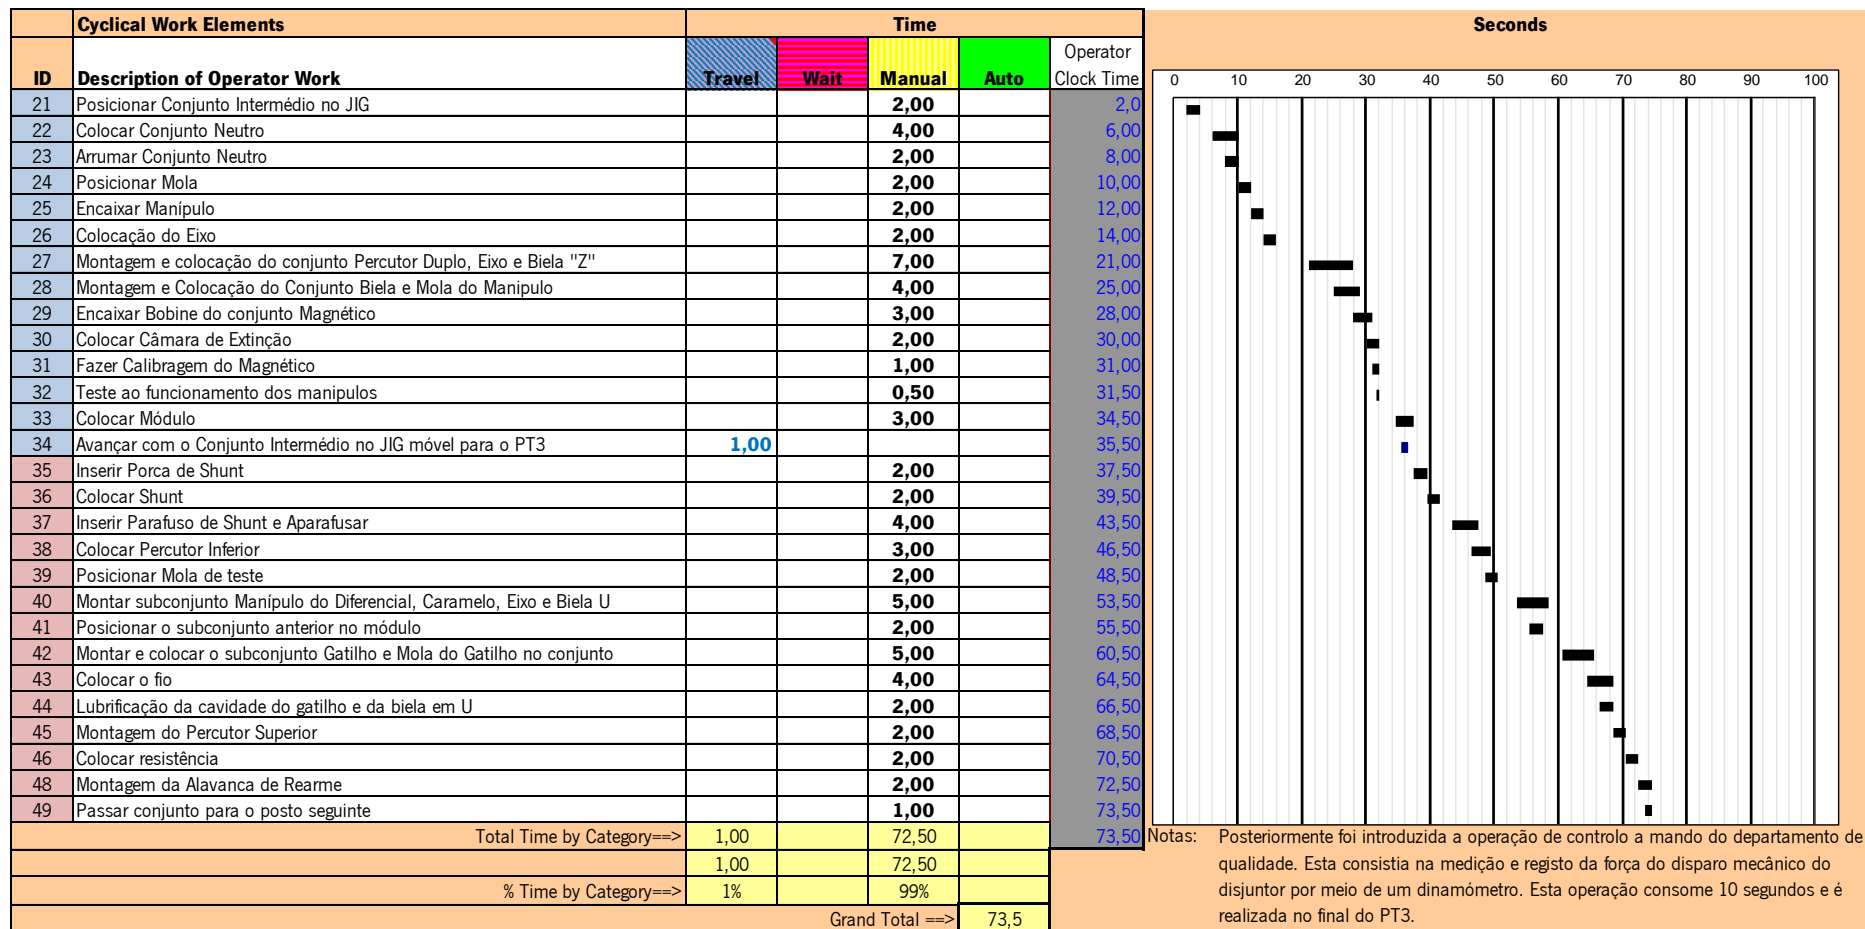 Cyclical Work Elements Time Seconds
Operator
ID Description of Operator Work Travel Wait Manual Auto Clock Time
0 10 20 30 40 50 60 70 80 90 100
21 Posicionar Conjunto Intermédio no JIG 2,00 2,0
22 Colocar Conjunto Neutro 4,00 6,00
23 Arrumar Conjunto Neutro 2,00 8,00
24 Posicionar Mola 2,00 10,00
25 Encaixar Manípulo 2,00 12,00
26 Colocação do Eixo 2,00 14,00
27 Montagem e colocação do conjunto Percutor Duplo, Eixo e Biela "Z" 7,00 21,00
28 Montagem e Colocação do Conjunto Biela e Mola do Manipulo 4,00 25,00
29 Encaixar Bobine do conjunto Magnético 3,00 28,00
30 Colocar Câmara de Extinção 2,00 30,00
31 Fazer Calibragem do Magnético 1,00 31,00
32 Teste ao funcionamento dos manipulos 0,50 31,50
33 Colocar Módulo 3,00 34,50
34 Avançar com o Conjunto Intermédio no JIG móvel para o PT3 1,00 35,50
35 Inserir Porca de Shunt 2,00 37,50
36 Colocar Shunt 2,00 39,50
37 Inserir Parafuso de Shunt e Aparafusar 4,00 43,50
38 Colocar Percutor Inferior 3,00 46,50
39 Posicionar Mola de teste 2,00 48,50
40 Montar subconjunto Manípulo do Diferencial, Caramelo, Eixo e Biela U 5,00 53,50
41 Posicionar o subconjunto anterior no módulo 2,00 55,50
42 Montar e colocar o subconjunto Gatilho e Mola do Gatilho no conjunto 5,00 60,50
43 Colocar o fio 4,00 64,50
44 Lubrificação da cavidade do gatilho e da biela em U 2,00 66,50
45 Montagem do Percutor Superior 2,00 68,50
46 Colocar resistência 2,00 70,50
48 Montagem da Alavanca de Rearme 2,00 72,50
49 Passar conjunto para o posto seguinte 1,00 73,50
Total Time by Category==> 1,00 72,50 73,50
1,00 72,50
% Time by Category==> 1% 99%
Grand Total ==> 73,5
Notas: Posteriormente foi introduzida a operação de controlo a mando do departamento de
qualidade. Esta consistia na medição e registo da força do disparo mecânico do
disjuntor por meio de um dinamómetro. Esta operação consome 10 segundos e é
realizada no final do PT3.